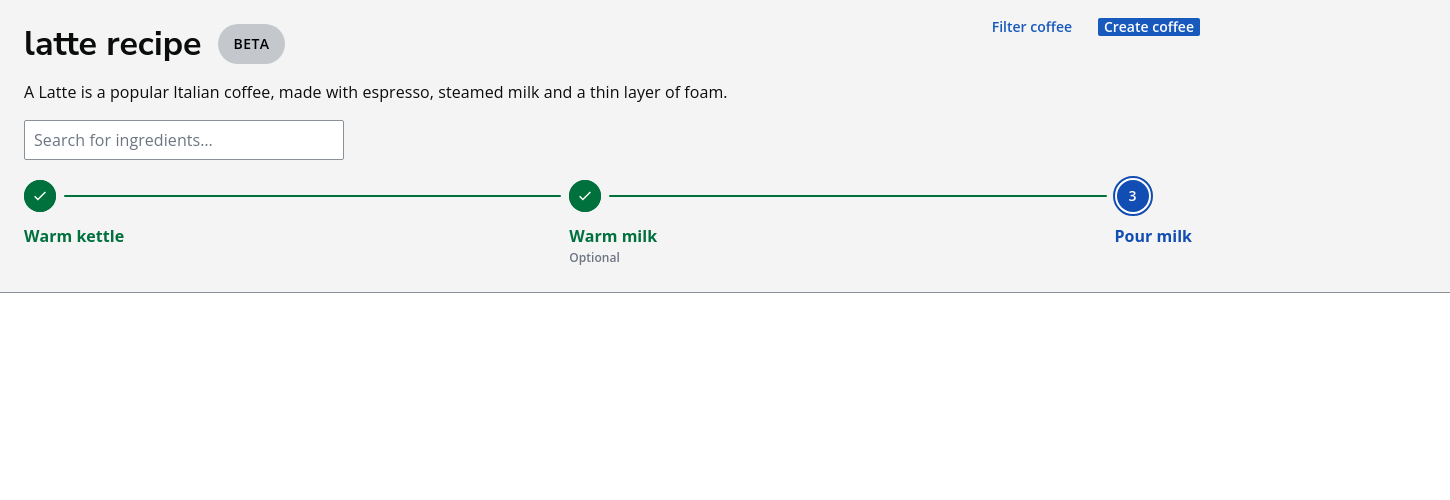 latte recipe BETA
Filter coffee Create coffee
A Latte is a popular Italian coffee, made with espresso, steamed milk and a thin layer of foam.
Search for ingredients...
3
Warm kettle Warm milk Pour milk
Optional